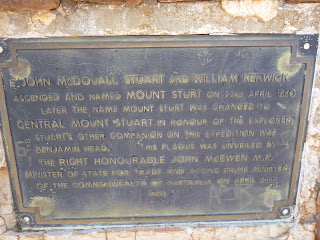 JOHN McDOUALL STUART AND WILLIAM KERWICK
ASCENDED AND NAMED MOUNT STURT ON 22ND APRIL 1860
LATER THE NAME MOUNT STURT WAS CHANGED TO
CENTRAL MOUNT STUART IN HONOUR OF THE EXPLORER
STUART'S OTHER COMPANION ON THIS EXPEDITION WAS
BENJAMIN HEAD. THIS PLAQUE WAS UNVEILED BY
THE RIGHT HONOURABLE JOHN McEWEN M.P.
MINISTER OF STATE FOR TRADE AND ACTING PRIME MINISTER
OF THE COMMONWEALTH OF AUSTRALIA ON APRIL